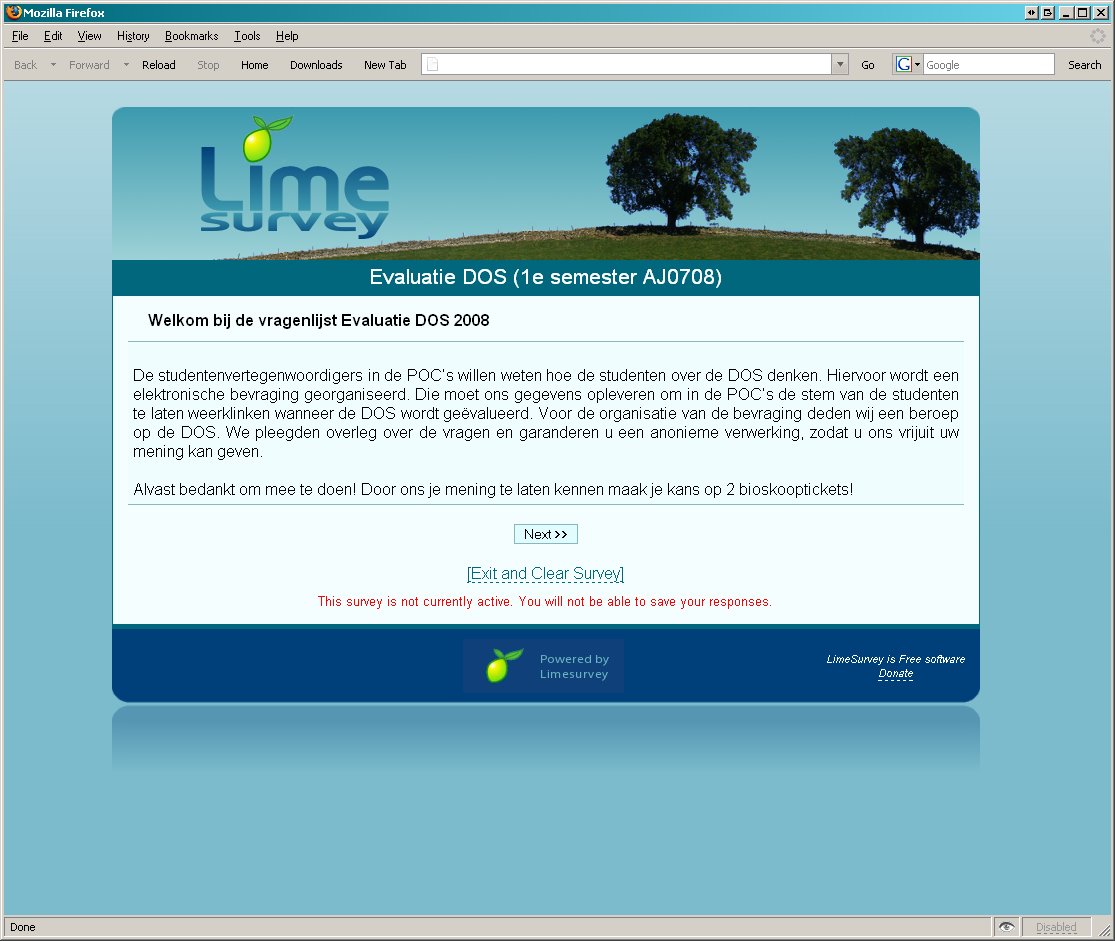 Mozilla Firefox
File Edit View History Bookmarks Tools Help
Back Forward Reload Stop Home Downloads New Tab Go G Google Search
Lime
survey
Evaluatie DOS (1e semester AJ0708)
Welkom bij de vragenlijst Evaluatie DOS 2008
De studentenvertegenwoordigers in de POC's willen weten hoe de studenten over de DOS denken. Hiervoor wordt een
elektronische bevraging georganiseerd. Die moet ons gegevens opleveren om in de POC's de stem van de studenten
te laten weerklinken wanneer de DOS wordt geëvalueerd. Voor de organisatie van de bevraging deden wij een beroep
op de DOS. We pleegden overleg over de vragen en garanderen u een anonieme verwerking, zodat u ons vrijuit uw
mening kan geven.
Alvast bedankt om mee te doen! Door ons je mening te laten kennen maak je kans op 2 bioskooptickets!
Next >>
[Exit and Clear Survey]
This survey is not currently active. You will not be able to save your responses.
Powered by
Limesurvey
LimeSurvey is Free software
Donate
Done Disabled